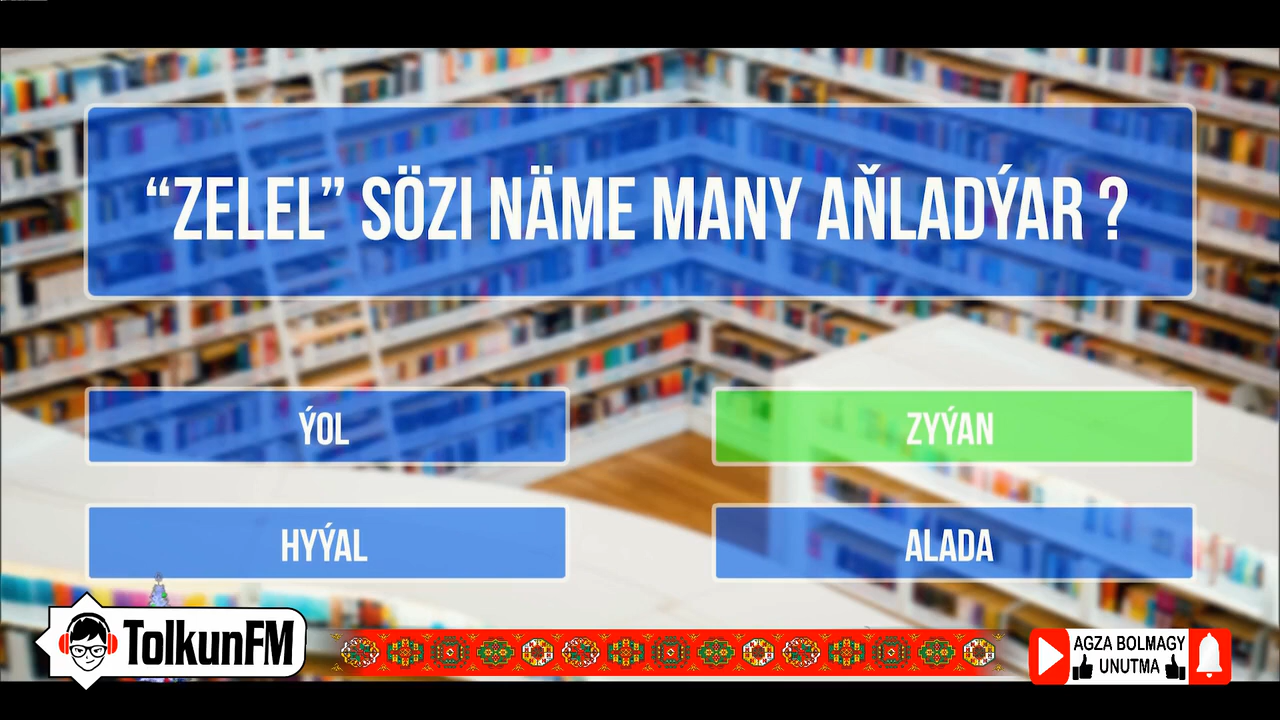 “ZELEL” SÖZI NÄME MANY AŇLADÝAR ?
ÝOL
ZYÝAN
HYÝAL
ALADA
TolkunFM
AGZA BOLMAGY
UNUTMA